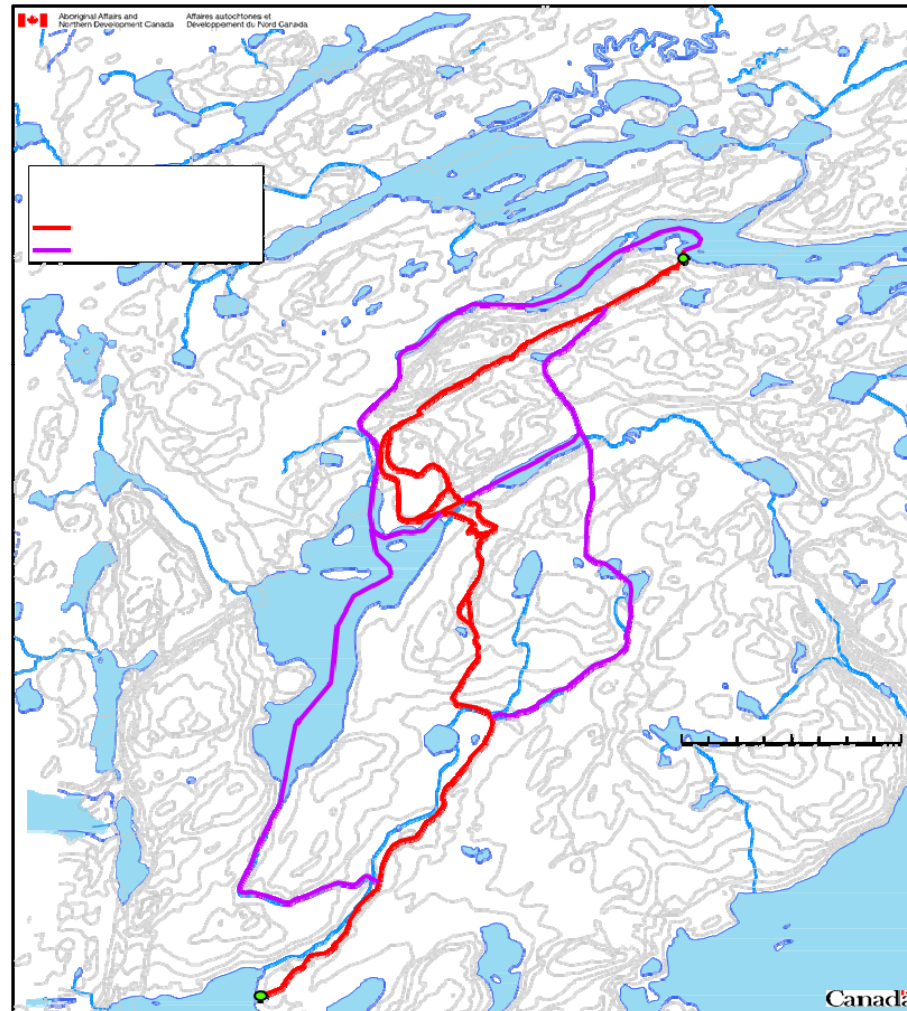 Aboriginal Affairs and
Northern Development Canada
Affaires autochtones et
Développement du Nord Canada
Canada